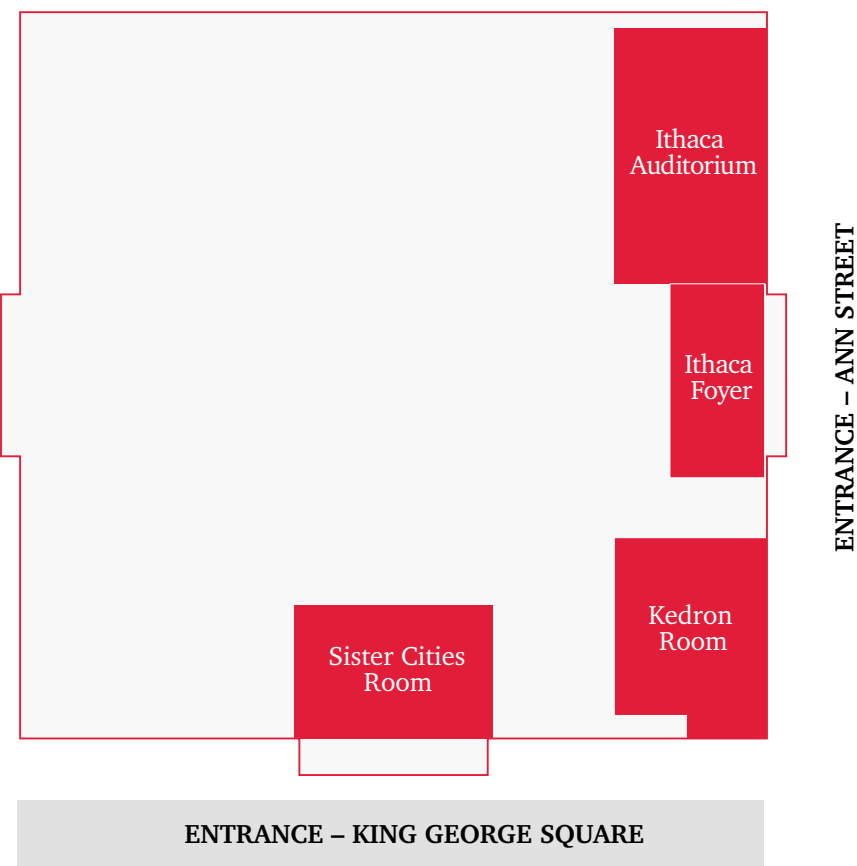 Ithaca
Auditorium
Ithaca
Foyer
ENTRANCE – ANN STREET
Kedron
Room
Sister Cities
Room
ENTRANCE – KING GEORGE SQUARE